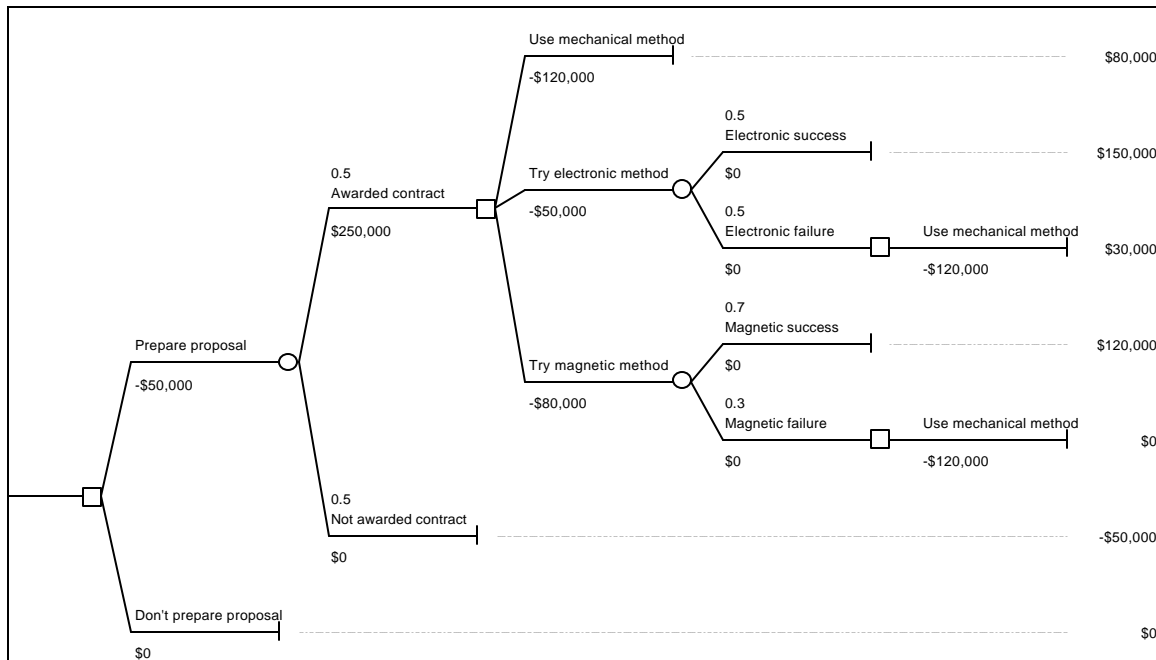 Use mechanical method
$80,000
-$120,000
0.5
Electronic success
$150,000
0.5
Awarded contract
Try electronic method
$0
$250,000
-$50,000
0.5
Electronic failure
Use mechanical method
$30,000
$0
-$120,000
0.7
Magnetic success
$120,000
Prepare proposal
Try magnetic method
$0
-$50,000
-$80,000
0.3
Magnetic failure
Use mechanical method
$0
$0
-$120,000
0.5
Not awarded contract
-$50,000
$0
Don't prepare proposal
$0
$0